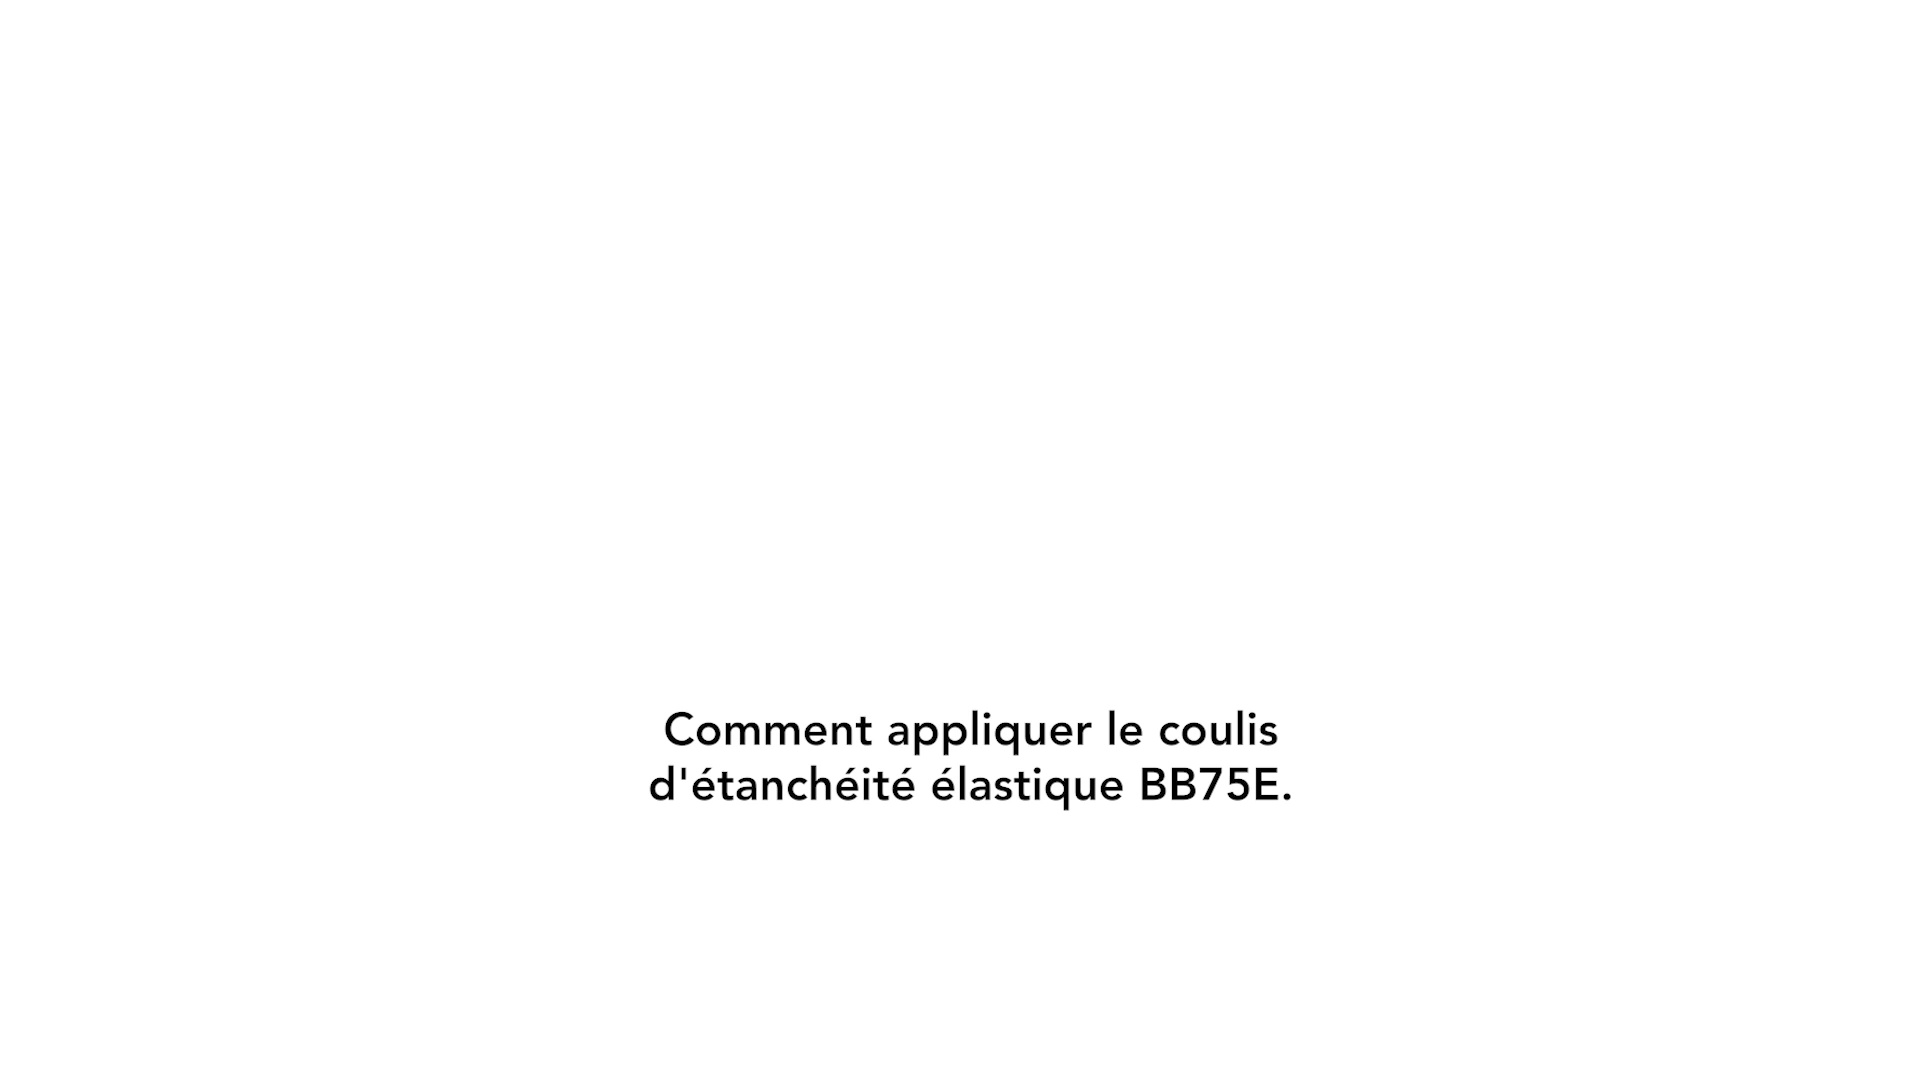 Comment appliquer le coulis
d'étanchéité élastique BB75E.